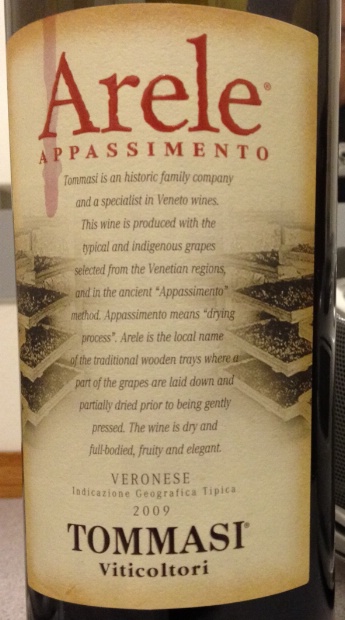 Arele®
APPASSIMENTO
Tommasi is an historic family company
and a specialist in Veneto wines.
This wine is produced with the
typical and indigenous grapes
selected from the Venetian regions,
and in the ancient "Appassimento"
method. Appassimento means "drying
process". Arele is the local name
of the traditional wooden trays where a
part of the grapes are laid down and
partially dried prior to being gently
pressed. The wine is dry and
full-bodied, fruity and elegant.
VERONESE
Indicazione Geografica Tipica
2009
TOMMASI®
Viticoltori